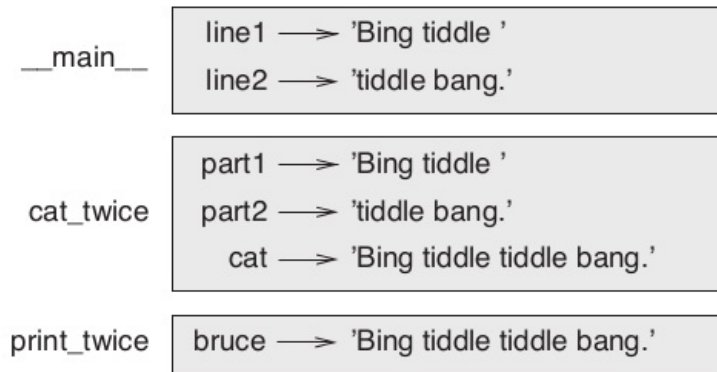 __main__
line1 ’Bing tiddle ’
line2 ’tiddle bang.’
cat_twice
part1 ’Bing tiddle ’
part2 ’tiddle bang.’
cat ’Bing tiddle tiddle bang.’
print_twice
bruce ’Bing tiddle tiddle bang.’